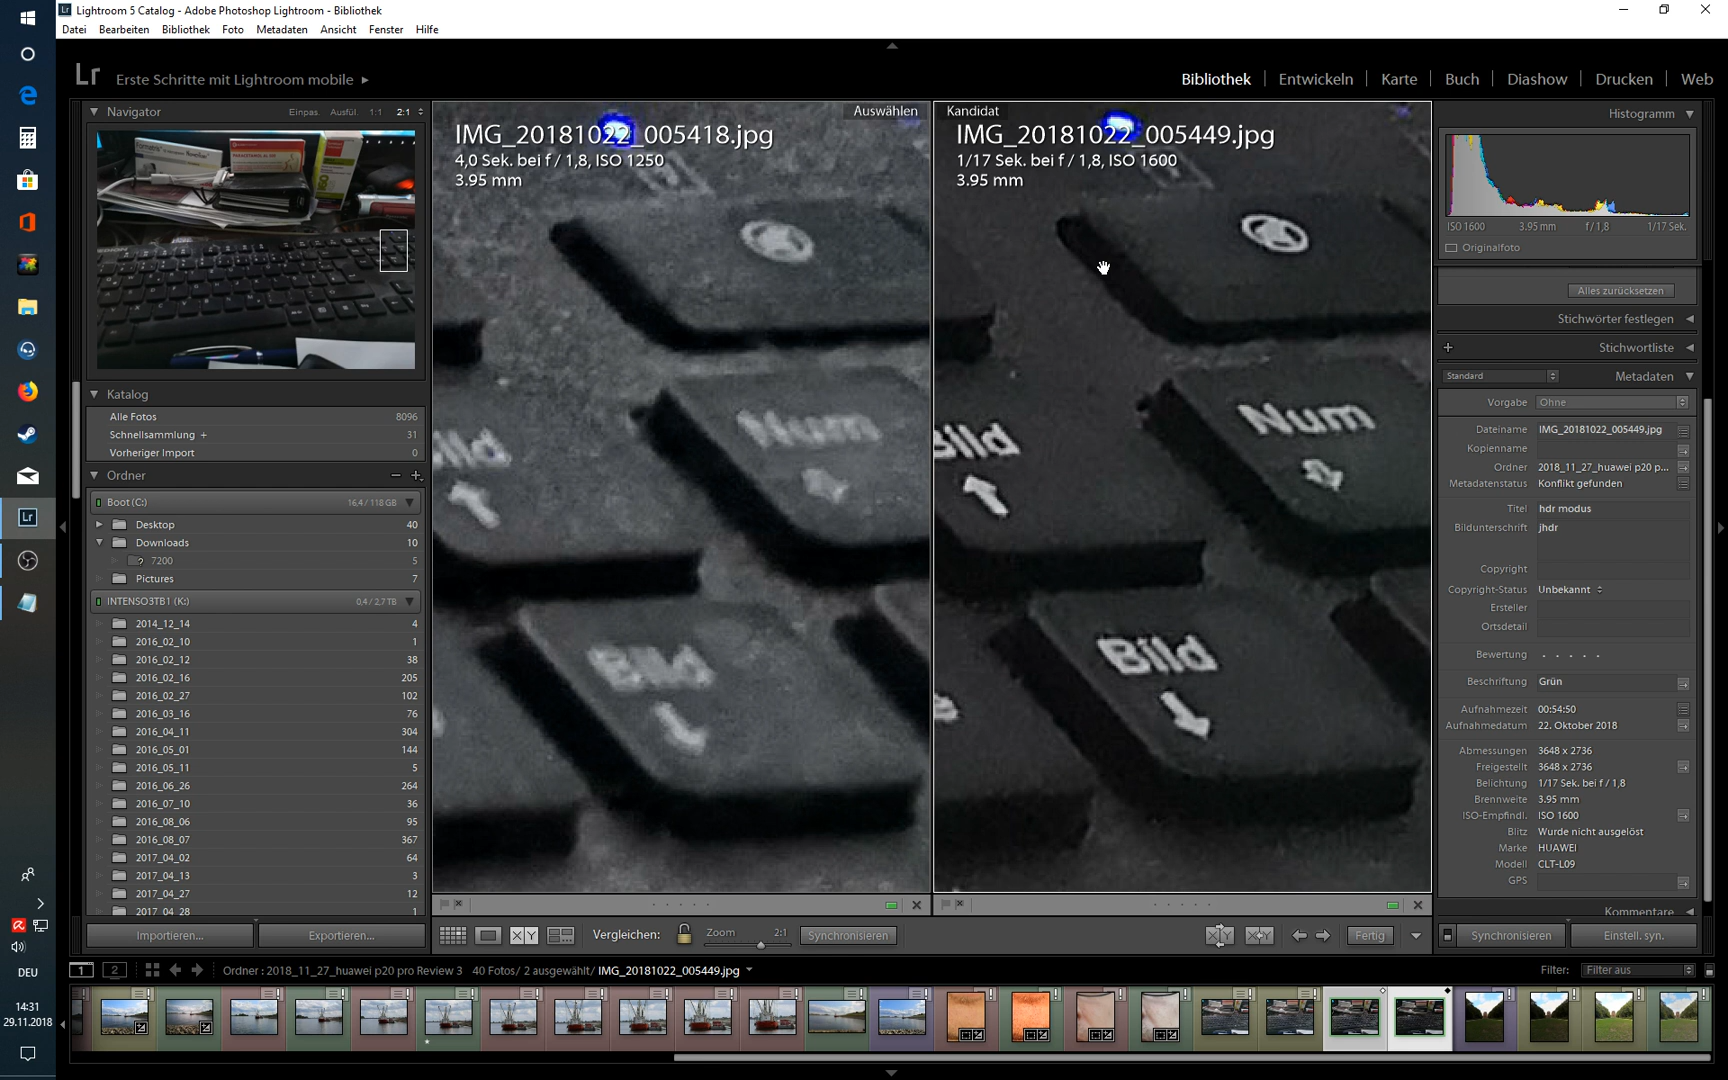 Lightroom 5 Catalog - Adobe Photoshop Lightroom - Bibliothek
Datei Bearbeiten Bibliothek Foto Metadaten Ansicht Fenster Hilfe
Lr Erste Schritte mit Lightroom mobile
Bibliothek Entwickeln Karte Buch Diashow Drucken Web
Navigator Einpas. Ausfül. 1:1 2:1
Katalog
Alle Fotos 8096
Schnellsammlung + 31
Vorheriger Import 0
Ordner
Boot (C:) 16,4 / 118 GB
Desktop 40
Downloads 10
? 7200 5
Pictures 7
INTENSO3TB1 (K:) 0,4 / 2,7 TB
2014_12_14 4
2016_02_10 1
2016_02_12 38
2016_02_16 205
2016_02_27 102
2016_03_16 76
2016_04_11 304
2016_05_01 144
2016_05_11 5
2016_06_26 264
2016_07_10 36
2016_08_06 95
2016_08_07 367
2017_04_02 64
2017_04_13 3
2017_04_27 12
2017_04_28 1
Importieren... Exportieren...
Auswählen
IMG_20181022_005418.jpg
4,0 Sek. bei f / 1,8, ISO 1250
3.95 mm
Num
Bild
Bild
Kandidat
IMG_20181022_005449.jpg
1/17 Sek. bei f / 1,8, ISO 1600
3.95 mm
Num
Bild
Bild
Vergleichen: Zoom 2:1 Synchronisieren
Fertig
Histogramm
ISO 1600 3.95 mm f / 1,8 1/17 Sek.
Originalfoto
Alles zurücksetzen
Stichwörter festlegen
+ Stichwortliste
Standard Metadaten
Vorgabe Ohne
Dateiname IMG_20181022_005449.jpg
Kopienname
Ordner 2018_11_27_huawei p20 p...
Metadatenstatus Konflikt gefunden
Titel hdr modus
Bildunterschrift jhdr
Copyright
Copyright-Status Unbekannt
Ersteller
Ortsdetail
Bewertung . . . . .
Beschriftung Grün
Aufnahmezeit 00:54:50
Aufnahmedatum 22. Oktober 2018
Abmessungen 3648 x 2736
Freigestellt 3648 x 2736
Belichtung 1/17 Sek. bei f / 1,8
Brennweite 3.95 mm
ISO-Empfindl. ISO 1600
Blitz Wurde nicht ausgelöst
Marke HUAWEI
Modell CLT-L09
GPS
Kommentare
Synchronisieren Einstell. syn.
1 2 Ordner : 2018_11_27_huawei p20 pro Review 3 40 Fotos/ 2 ausgewählt/ IMG_20181022_005449.jpg
Filter: Filter aus
DEU
14:31
29.11.2018